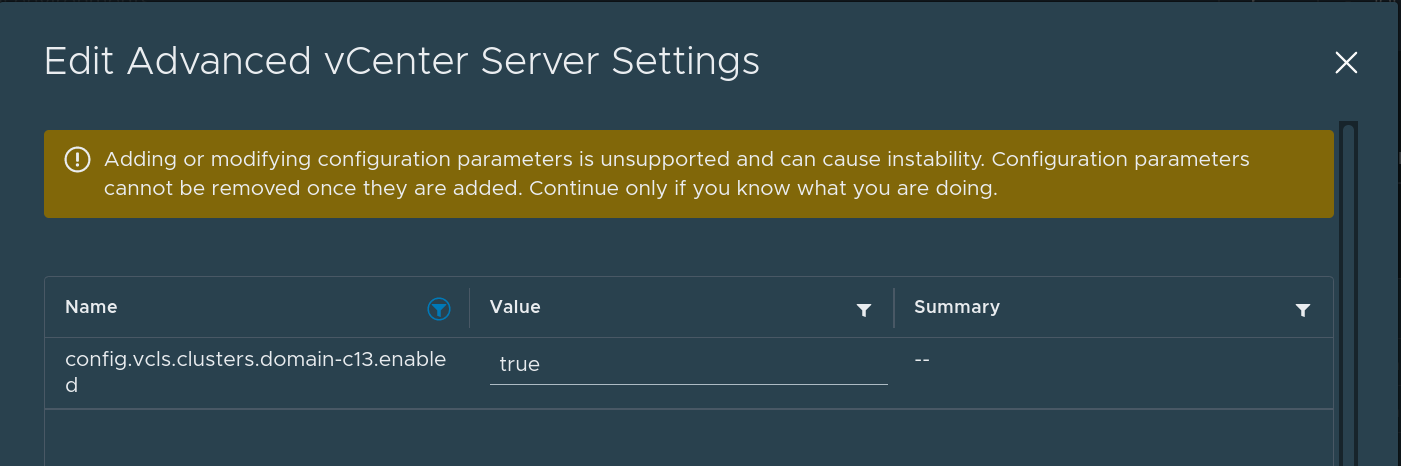 Edit Advanced vCenter Server Settings
Adding or modifying configuration parameters is unsupported and can cause instability. Configuration parameters
cannot be removed once they are added. Continue only if you know what you are doing.
Name Value Summary
config.vcls.clusters.domain-c13.enable
d
true
--